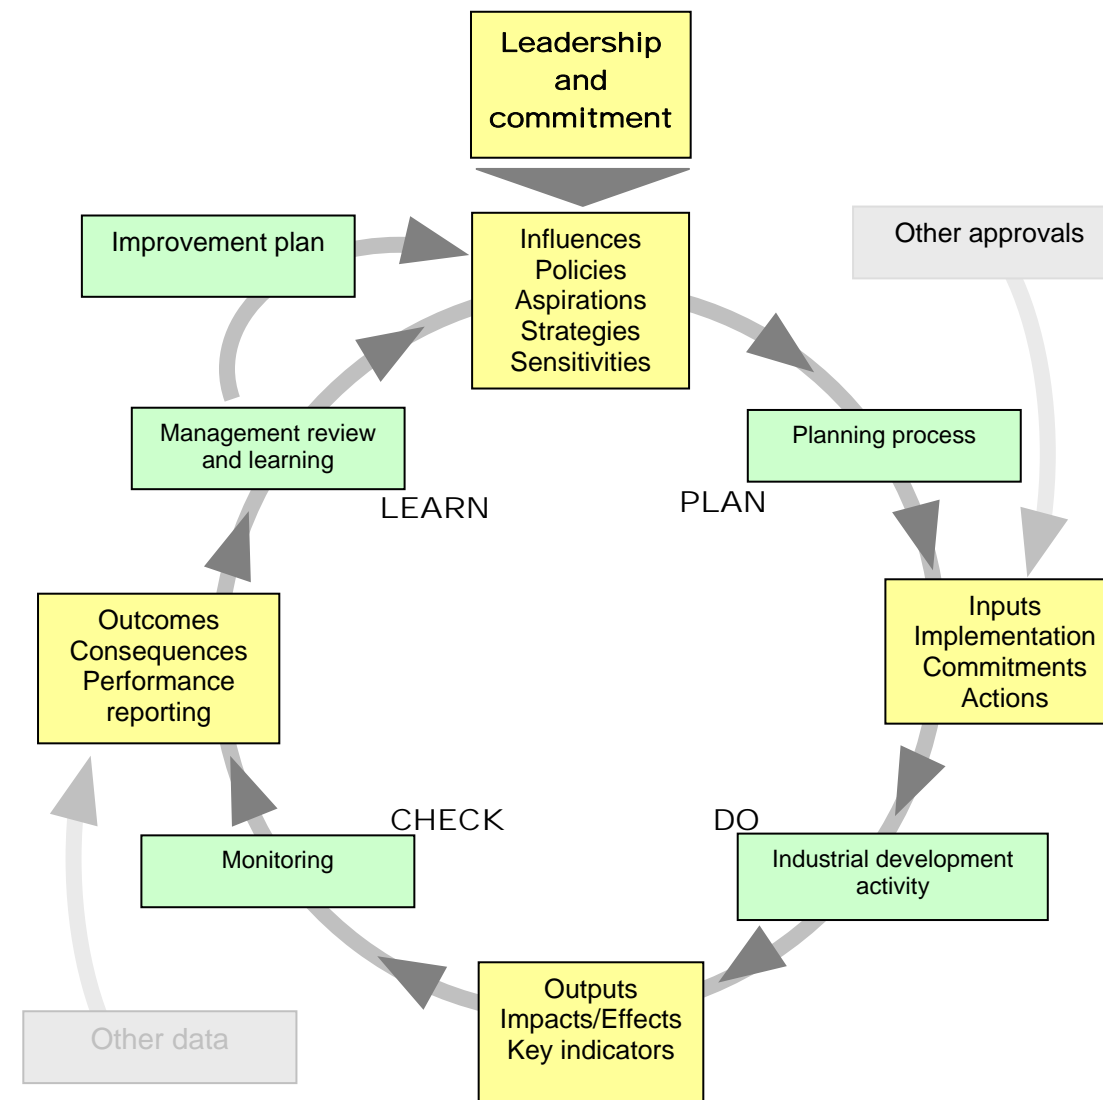 Leadership
and
commitment
Improvement plan
Influences
Policies
Aspirations
Strategies
Sensitivities
Other approvals
Management review
and learning
Planning process
LEARN
PLAN
Outcomes
Consequences
Performance
reporting
Inputs
Implementation
Commitments
Actions
CHECK
DO
Monitoring
Industrial development
activity
Outputs
Impacts/Effects
Key indicators
Other data